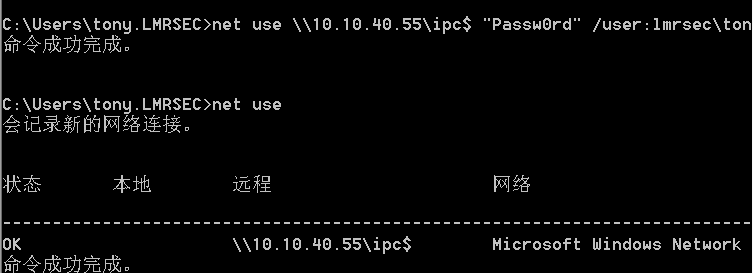 C:\Users\tony.LMRSEC>net use \\10.10.40.55\ipc$ "Passw0rd" /user:lmrsec\ton
命令成功完成。
C:\Users\tony.LMRSEC>net use
会记录新的网络连接。
状态 本地 远程 网络
-------------------------------------------------------------------------------
OK \\10.10.40.55\ipc$ Microsoft Windows Network
命令成功完成。